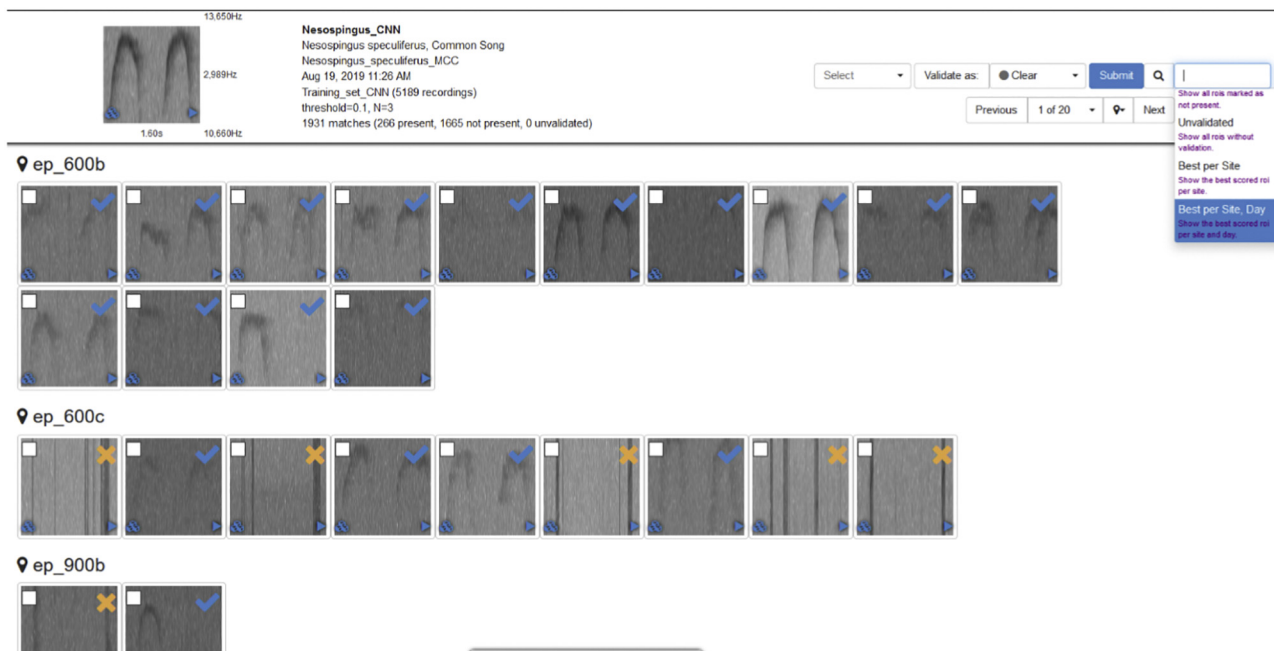 13,650Hz
2,989Hz
1.60s
10,660Hz
Nesospingus_CNN
Nesospingus speculiferus, Common Song
Nesospingus_speculiferus_MCC
Aug 19, 2019 11:26 AM
Training_set_CNN (5189 recordings)
threshold=0.1, N=3
1931 matches (266 present, 1665 not present, 0 unvalidated)
Select
Validate as:
Clear
Submit
Previous
1 of 20
Next
Show all rois marked as
not present.
Unvalidated
Show all rois without
validation.
Best per Site
Show the best scored roi
per site.
Best per Site, Day
Show the best scored roi
per site and day.
ep_600b
ep_600c
ep_900b